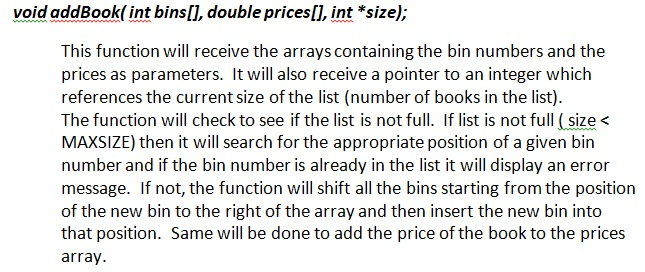 void addBook( int bins[], double prices[], int *size);
This function will receive the arrays containing the bin numbers and the
prices as parameters. It will also receive a pointer to an integer which
references the current size of the list (number of books in the list).
The function will check to see if the list is not full. If list is not full ( size <
MAXSIZE) then it will search for the appropriate position of a given bin
number and if the bin number is already in the list it will display an error
message. If not, the function will shift all the bins starting from the position
of the new bin to the right of the array and then insert the new bin into
that position. Same will be done to add the price of the book to the prices
array.